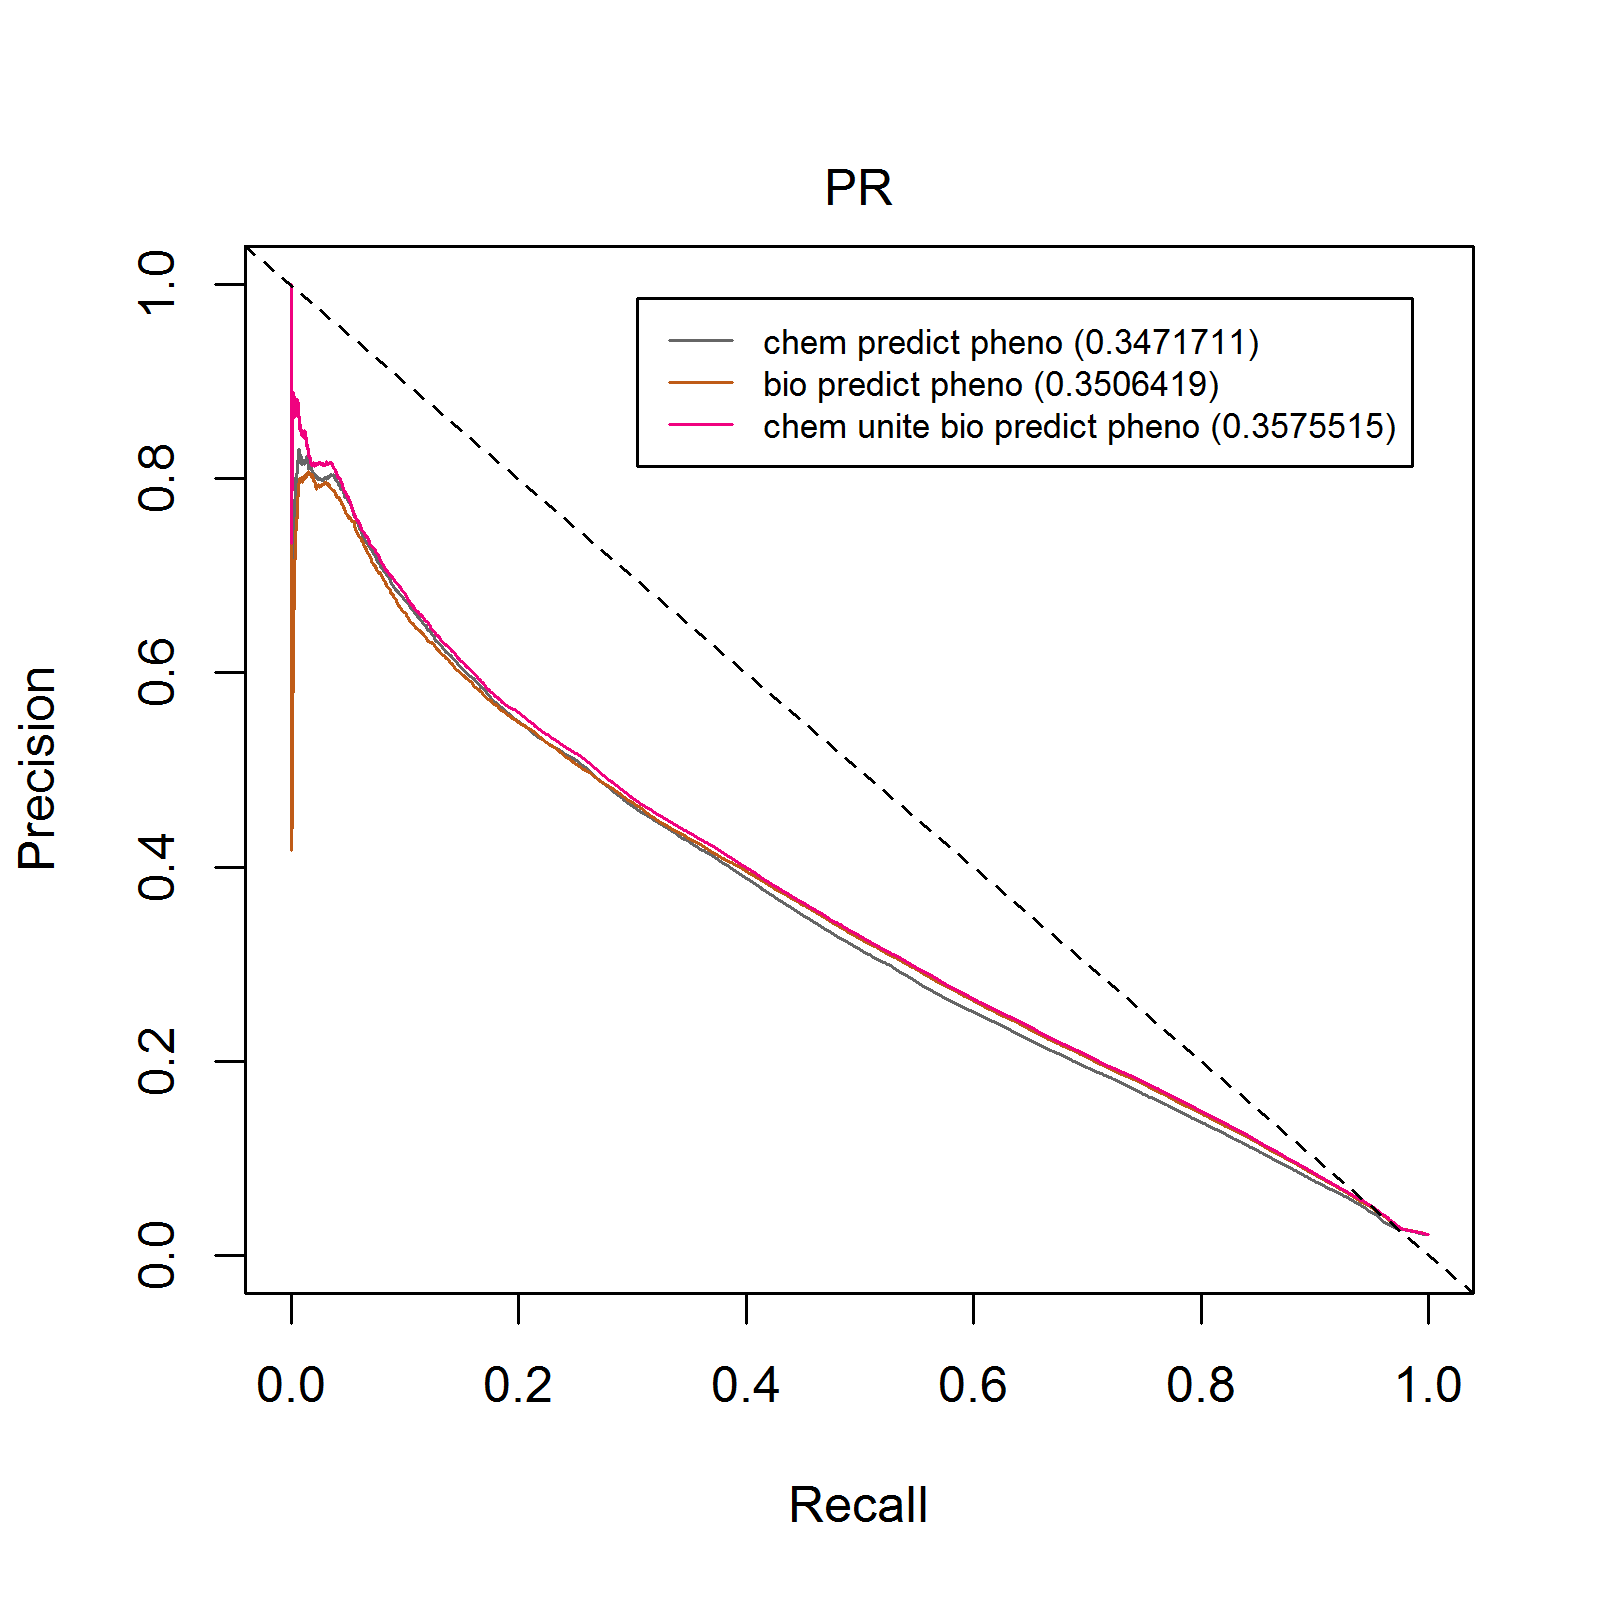 PR
chem predict pheno (0.3471711)
bio predict pheno (0.3506419)
chem unite bio predict pheno (0.3575515)
Precision
1.0
0.8
0.6
0.4
0.2
0.0
0.0 0.2 0.4 0.6 0.8 1.0
Recall